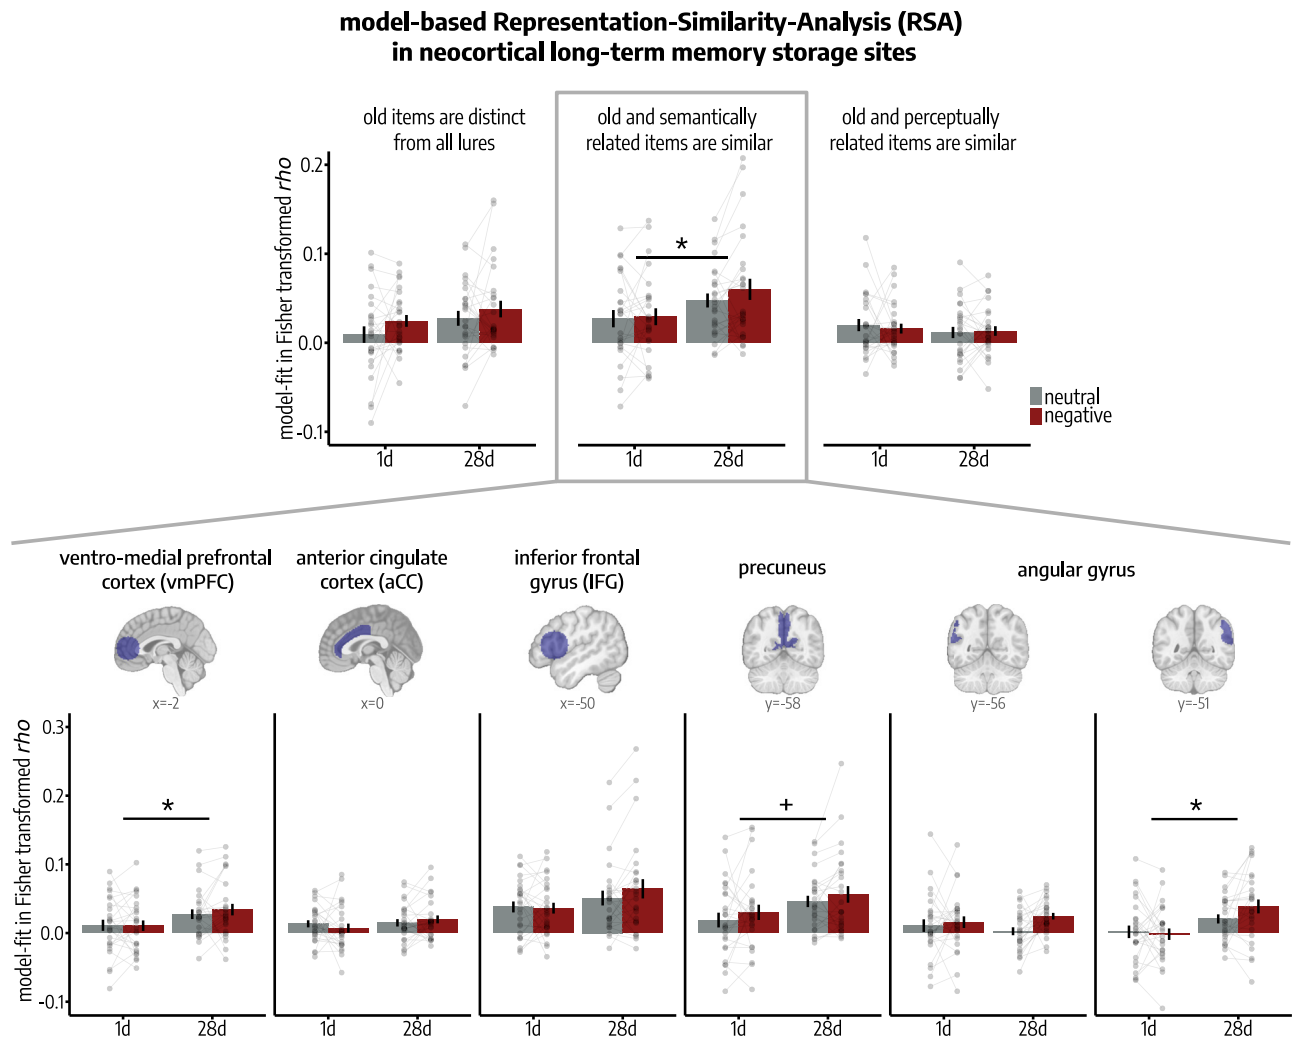 model-based Representation-Similarity-Analysis (RSA)
in neocortical long-term memory storage sites
old items are distinct
from all lures
old and semantically
related items are similar
old and perceptually
related items are similar
model-fit in Fisher transformed rho
0.2
0.1
0.0
-0.1
*
1d
28d
1d
28d
1d
28d
neutral
negative
ventro-medial prefrontal
cortex (vmPFC)
anterior cingulate
cortex (aCC)
inferior frontal
gyrus (IFG)
precuneus
angular gyrus
x=-2
x=0
x=-50
y=-58
y=-56
y=-51
model-fit in Fisher transformed rho
0.3
0.2
0.1
0.0
-0.1
*
+
*
1d
28d
1d
28d
1d
28d
1d
28d
1d
28d
1d
28d